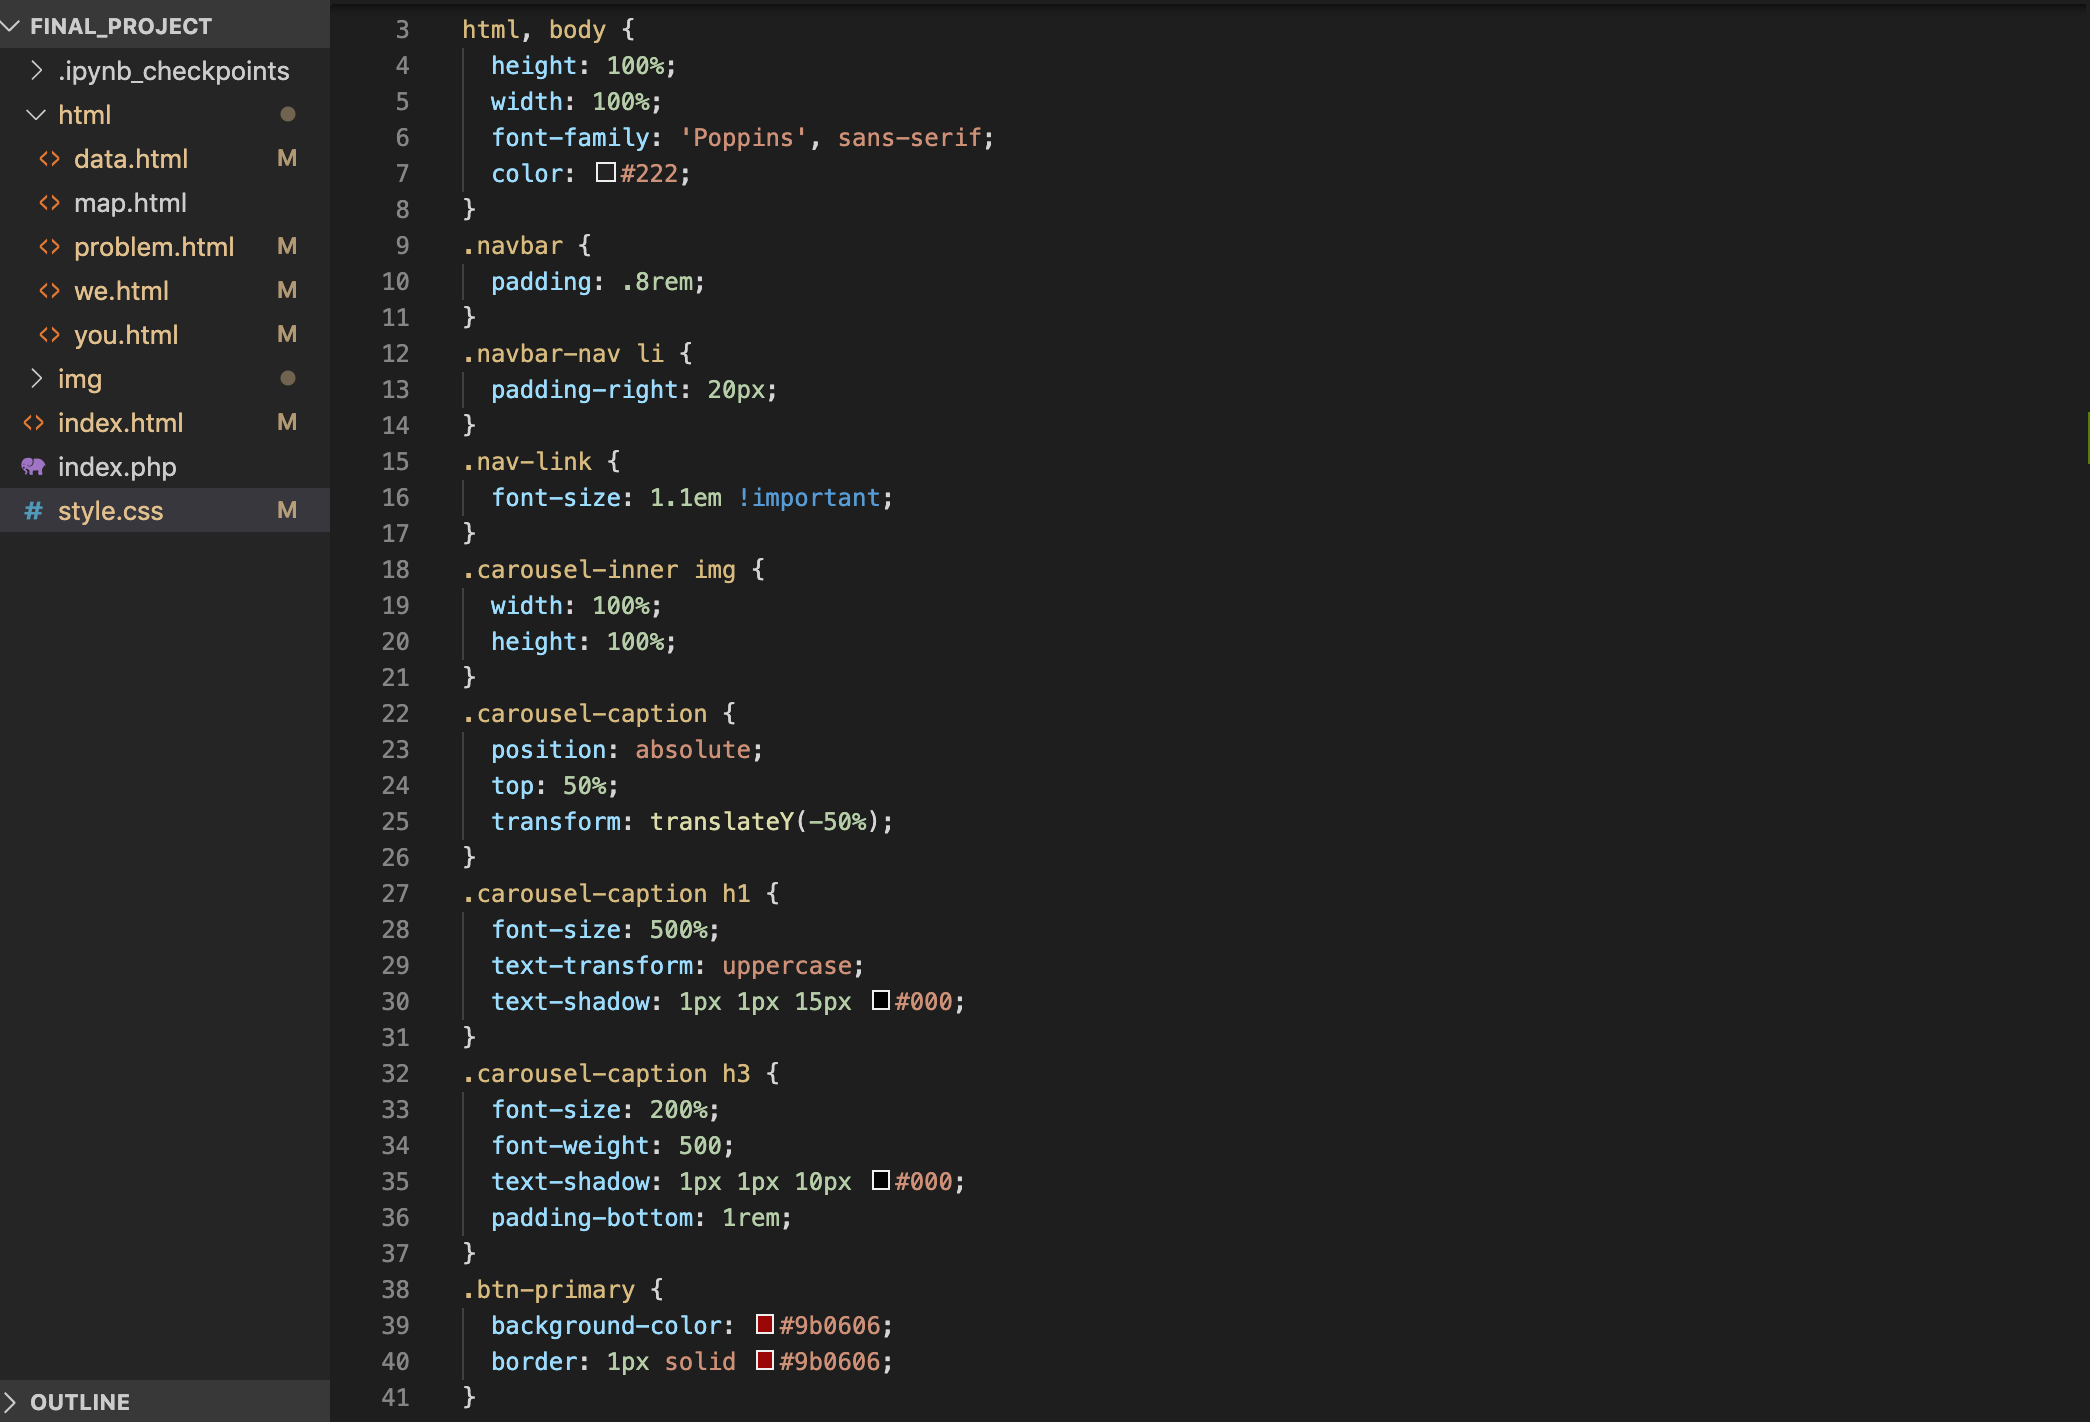 FINAL_PROJECT
.ipynb_checkpoints
html
data.html M
map.html
problem.html M
we.html M
you.html M
img
index.html M
index.php
# style.css M
OUTLINE
3 html, body {
4   height: 100%;
5   width: 100%;
6   font-family: 'Poppins', sans-serif;
7   color: #222;
8 }
9 .navbar {
10   padding: .8rem;
11 }
12 .navbar-nav li {
13   padding-right: 20px;
14 }
15 .nav-link {
16   font-size: 1.1em !important;
17 }
18 .carousel-inner img {
19   width: 100%;
20   height: 100%;
21 }
22 .carousel-caption {
23   position: absolute;
24   top: 50%;
25   transform: translateY(-50%);
26 }
27 .carousel-caption h1 {
28   font-size: 500%;
29   text-transform: uppercase;
30   text-shadow: 1px 1px 15px #000;
31 }
32 .carousel-caption h3 {
33   font-size: 200%;
34   font-weight: 500;
35   text-shadow: 1px 1px 10px #000;
36   padding-bottom: 1rem;
37 }
38 .btn-primary {
39   background-color: #9b0606;
40   border: 1px solid #9b0606;
41 }